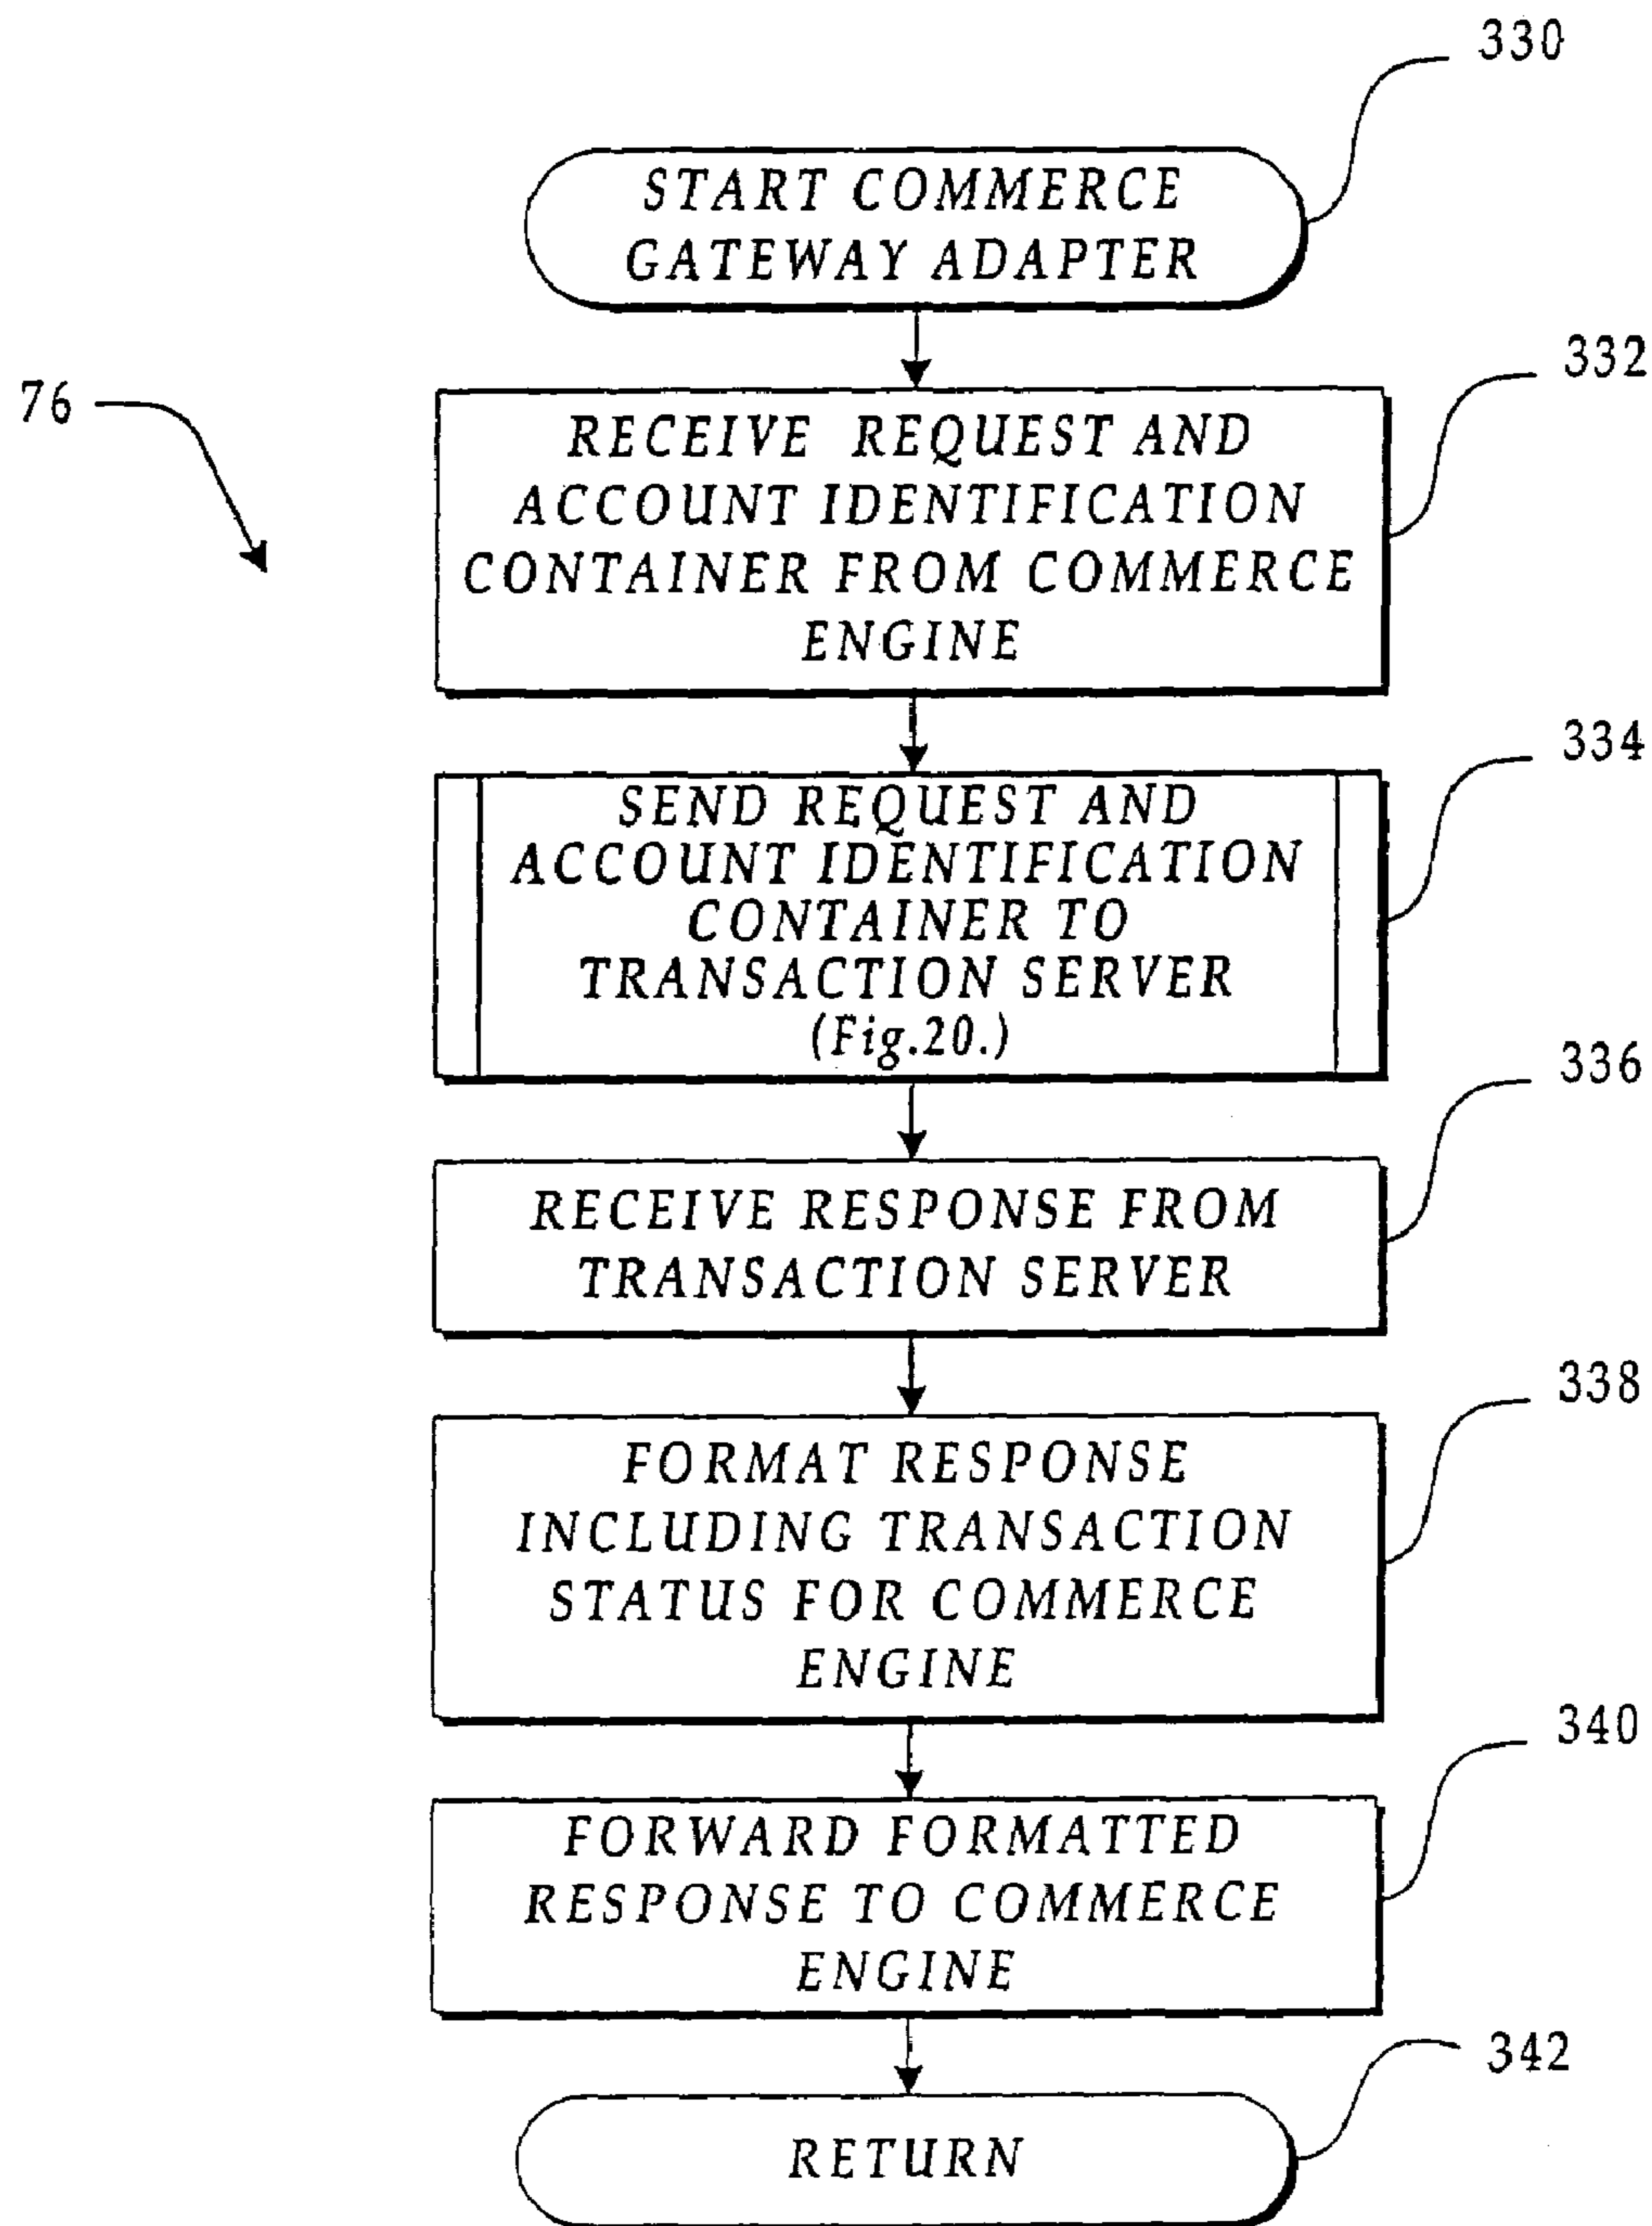 330
START COMMERCE
GATEWAY ADAPTER
332
76
RECEIVE REQUEST AND
ACCOUNT IDENTIFICATION
CONTAINER FROM COMMERCE
ENGINE
334
SEND REQUEST AND
ACCOUNT IDENTIFICATION
CONTAINER TO
TRANSACTION SERVER
(Fig.20.)
336
RECEIVE RESPONSE FROM
TRANSACTION SERVER
338
FORMAT RESPONSE
INCLUDING TRANSACTION
STATUS FOR COMMERCE
ENGINE
340
FORWARD FORMATTED
RESPONSE TO COMMERCE
ENGINE
342
RETURN